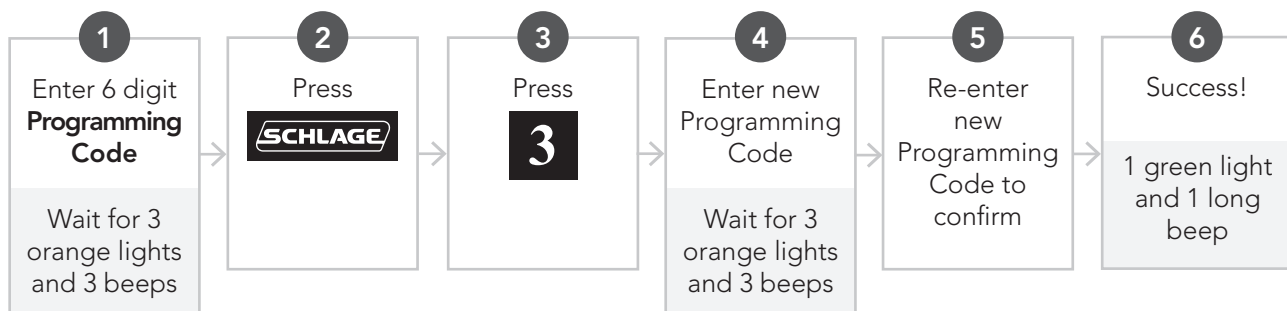 1
Enter 6 digit
Programming
Code
Wait for 3
orange lights
and 3 beeps
2
Press
SCHLAGE
3
Press
3
4
Enter new
Programming
Code
Wait for 3
orange lights
and 3 beeps
5
Re-enter
new
Programming
Code to
confirm
6
Success!
1 green light
and 1 long
beep